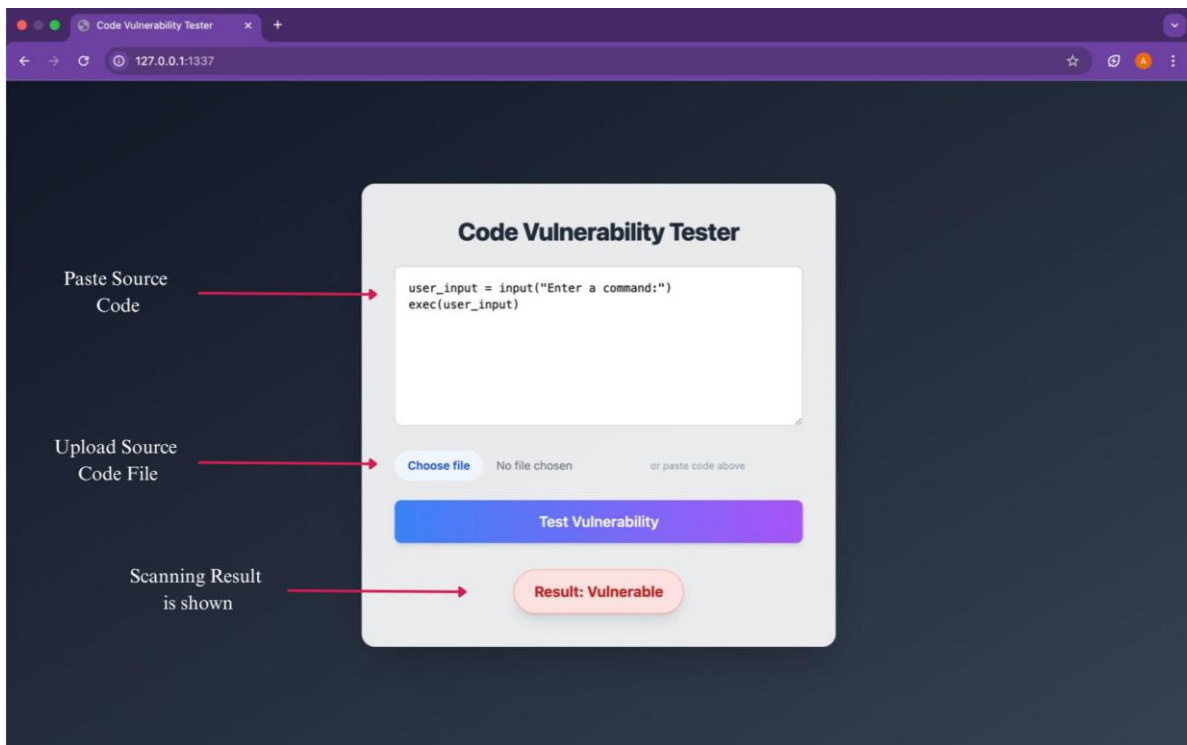 Code Vulnerability Tester
127.0.0.1:1337
A
Code Vulnerability Tester
Paste Source
Code
user_input = input("Enter a command:")
exec(user_input)
Upload Source
Code File
Choose file No file chosen or paste code above
Test Vulnerability
Scanning Result
is shown
Result: Vulnerable